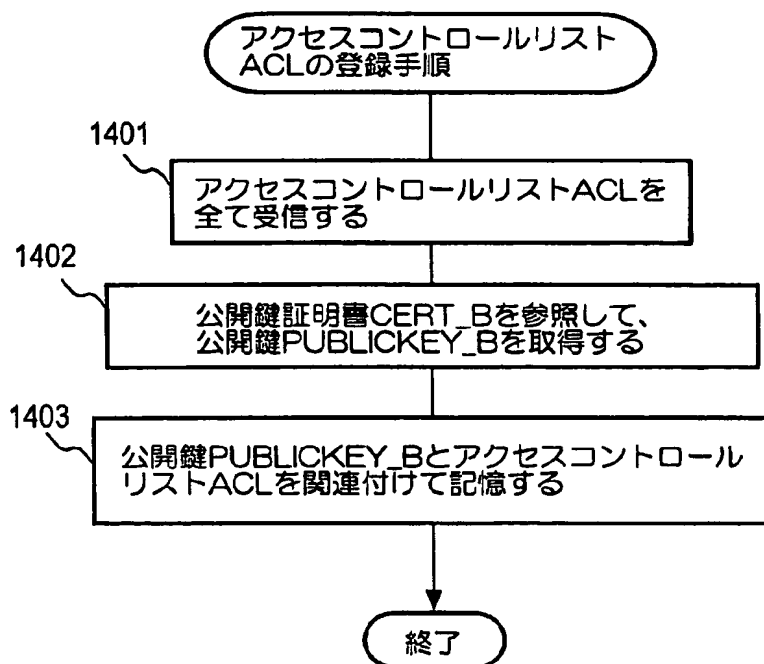 アクセスコントロールリスト
ACLの登録手順
1401
アクセスコントロールリストACLを
全て受信する
1402
公開鍵証明書CERT_Bを参照して、
公開鍵PUBLICKEY_Bを取得する
1403
公開鍵PUBLICKEY_Bとアクセスコントロール
リストACLを関連付けて記憶する
終了